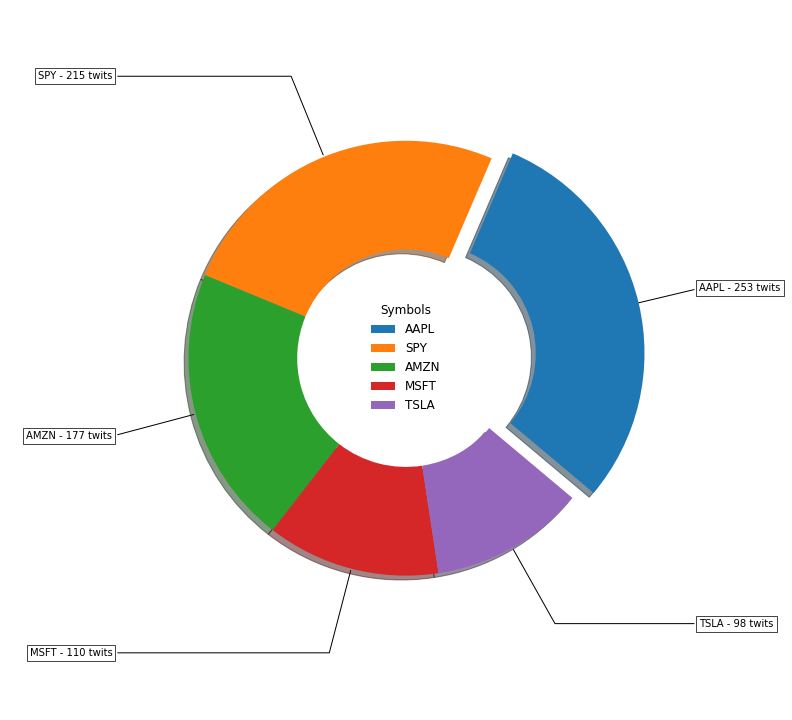 SPY - 215 twits
AAPL - 253 twits
Symbols
AAPL
SPY
AMZN
MSFT
TSLA
AMZN - 177 twits
TSLA - 98 twits
MSFT - 110 twits